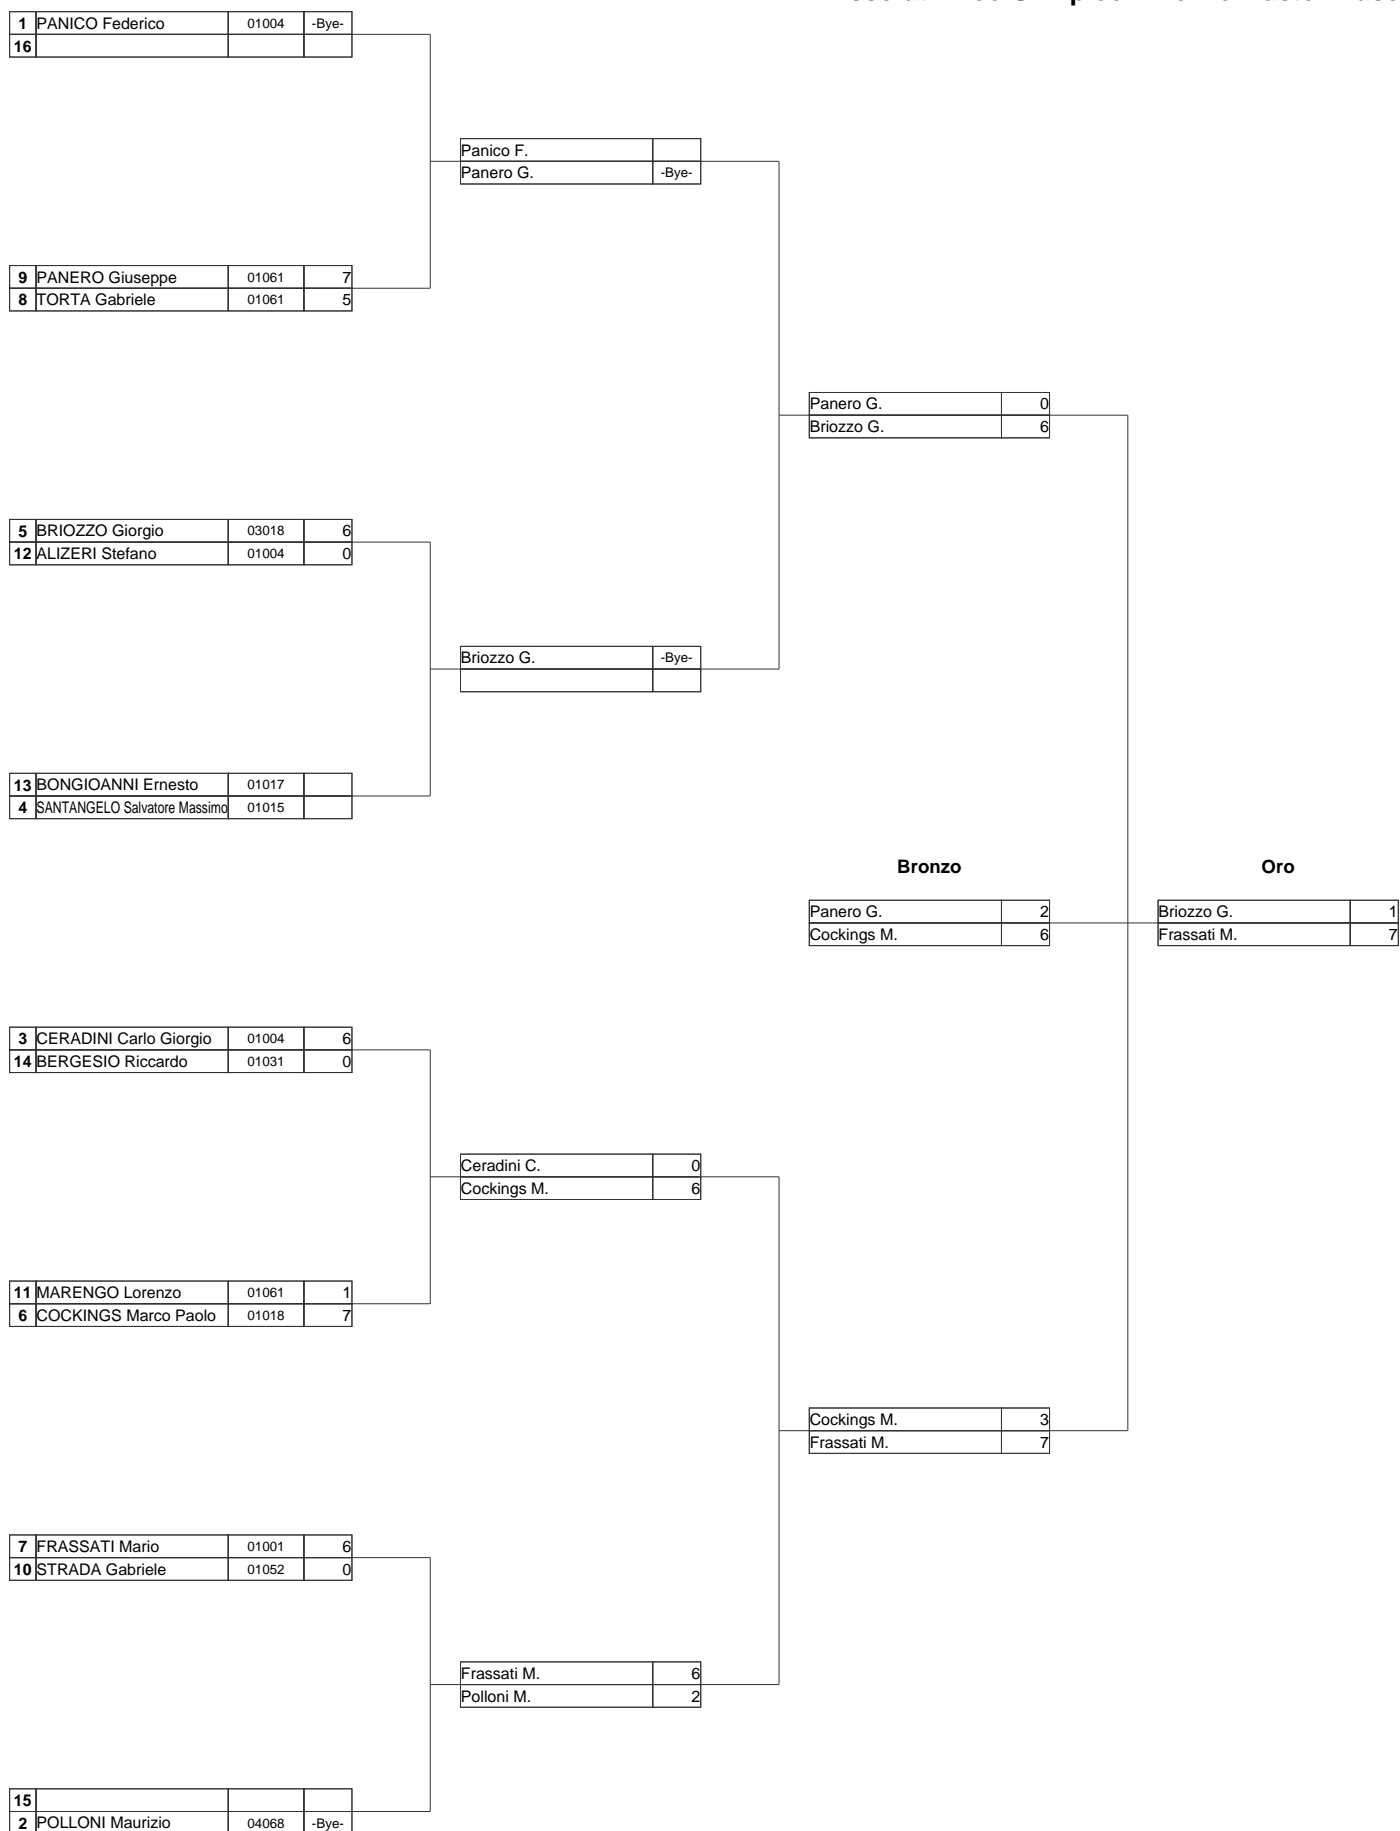 1 PANICO Federico 01004 -Bye-
16
Panico F.
Panero G. -Bye-
9 PANERO Giuseppe 01061 7
8 TORTA Gabriele 01061 5
Panero G. 0
Briozzo G. 6
5 BRIOZZO Giorgio 03018 6
12 ALIZERI Stefano 01004 0
Briozzo G. -Bye-
13 BONGIOANNI Ernesto 01017
4 SANTANGELO Salvatore Massimo 01015
Bronzo Oro
Panero G. 2 Briozzo G. 1
Cockings M. 6 Frassati M. 7
3 CERADINI Carlo Giorgio 01004 6
14 BERGESIO Riccardo 01031 0
Ceradini C. 0
Cockings M. 6
11 MARENGO Lorenzo 01061 1
6 COCKINGS Marco Paolo 01018 7
Cockings M. 3
Frassati M. 7
7 FRASSATI Mario 01001 6
10 STRADA Gabriele 01052 0
Frassati M. 6
Polloni M. 2
15
2 POLLONI Maurizio 04068 -Bye-